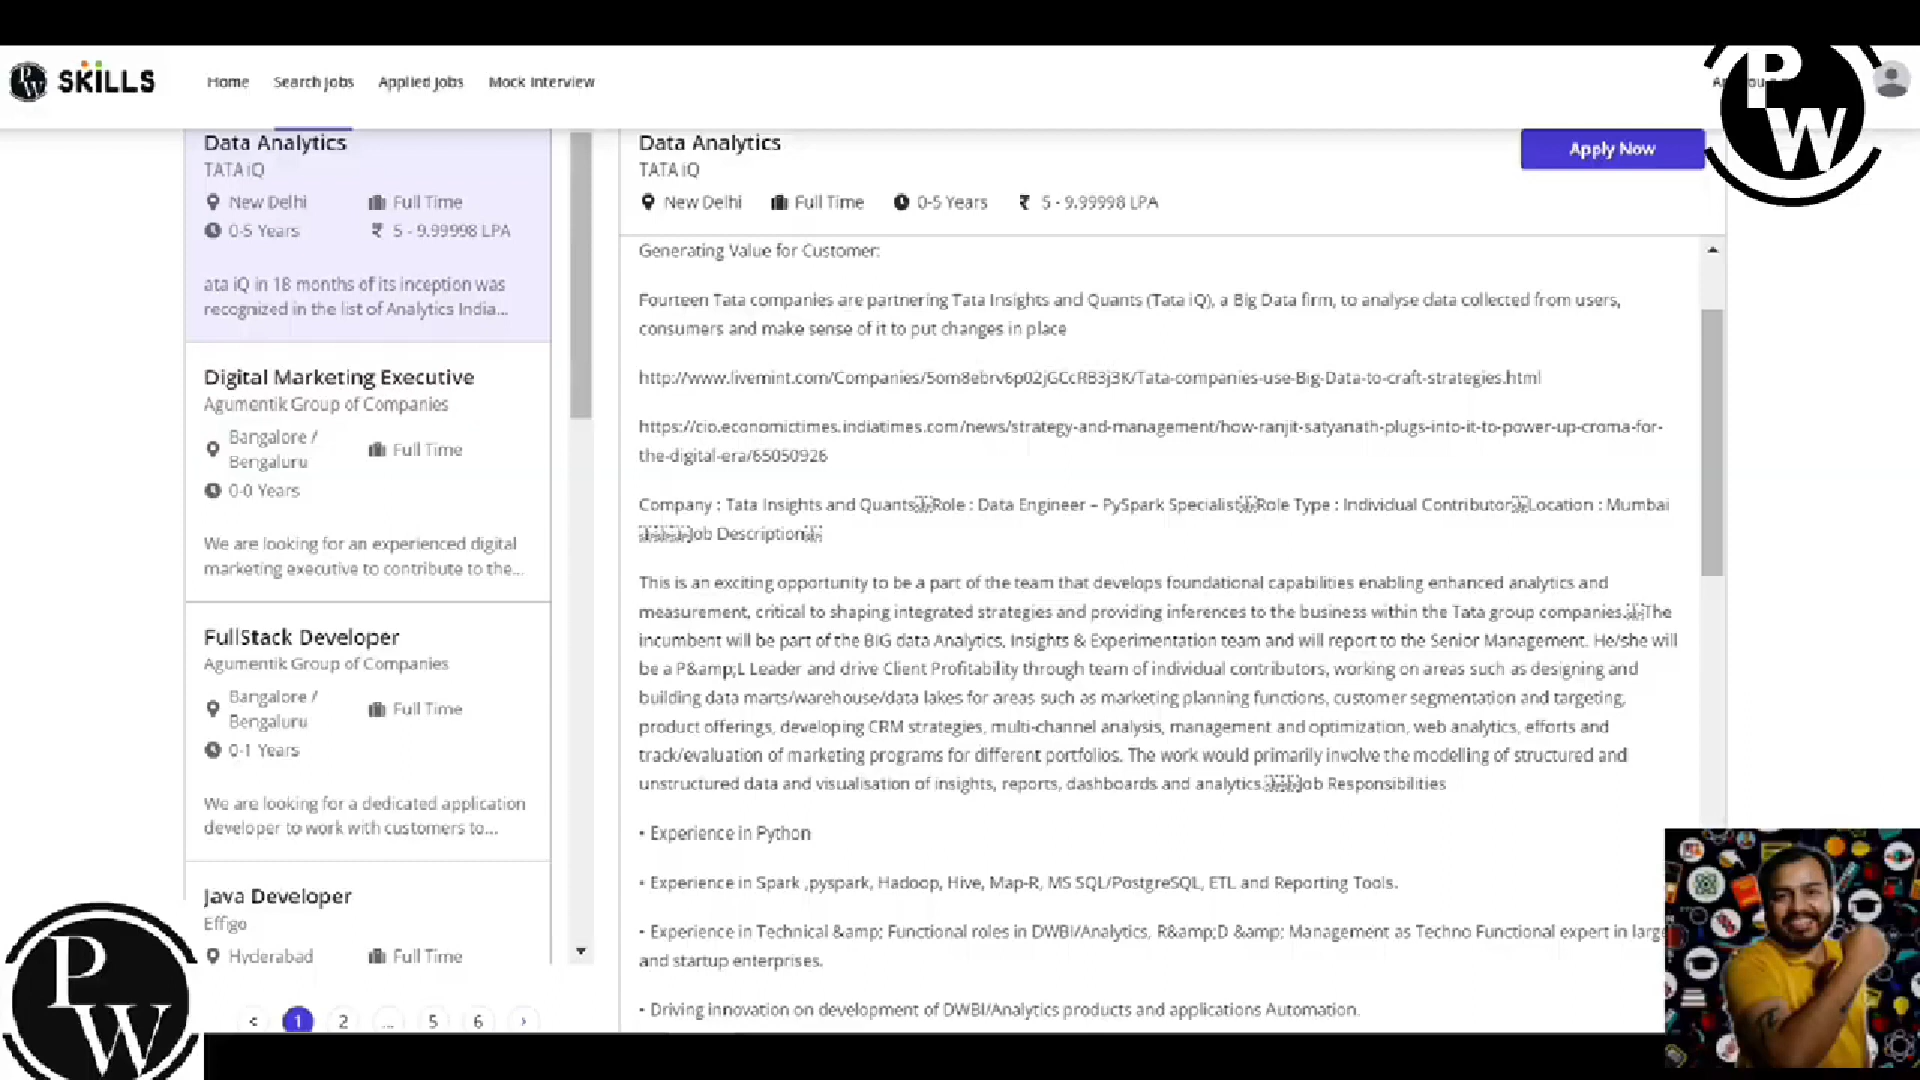 PW SKILLS
Home Search Jobs Applied Jobs Mock Interview
Data Analytics
TATA iQ
New Delhi Full Time
0-5 Years ₹ 5 - 9.99998 LPA
ata iQ in 18 months of its inception was
recognized in the list of Analytics India...
Digital Marketing Executive
Agumentik Group of Companies
Bangalore /
Bengaluru
Full Time
0-0 Years
We are looking for an experienced digital
marketing executive to contribute to the...
FullStack Developer
Agumentik Group of Companies
Bangalore /
Bengaluru
Full Time
0-1 Years
We are looking for a dedicated application
developer to work with customers to...
Java Developer
Effigo
Hyderabad Full Time
< 1 2 ... 5 6 >
Data Analytics
TATA iQ
New Delhi Full Time 0-5 Years ₹ 5 - 9.99998 LPA
Apply Now
Generating Value for Customer:
Fourteen Tata companies are partnering Tata Insights and Quants (Tata iQ), a Big Data firm, to analyse data collected from users,
consumers and make sense of it to put changes in place
http://www.livemint.com/Companies/5om8ebrv6p02jGCcRB3j3K/Tata-companies-use-Big-Data-to-craft-strategies.html
https://cio.economictimes.indiatimes.com/news/strategy-and-management/how-ranjit-satyanath-plugs-into-it-to-power-up-croma-for-
the-digital-era/65050926
Company : Tata Insights and Quants Role : Data Engineer – PySpark Specialist Role Type : Individual Contributor Location : Mumbai
Job Description
This is an exciting opportunity to be a part of the team that develops foundational capabilities enabling enhanced analytics and
measurement, critical to shaping integrated strategies and providing inferences to the business within the Tata group companies. The
incumbent will be part of the BIG data Analytics, Insights & Experimentation team and will report to the Senior Management. He/she will
be a P&amp;L Leader and drive Client Profitability through team of individual contributors, working on areas such as designing and
building data marts/warehouse/data lakes for areas such as marketing planning functions, customer segmentation and targeting,
product offerings, developing CRM strategies, multi-channel analysis, management and optimization, web analytics, efforts and
track/evaluation of marketing programs for different portfolios. The work would primarily involve the modelling of structured and
unstructured data and visualisation of insights, reports, dashboards and analytics. Job Responsibilities
• Experience in Python
• Experience in Spark ,pyspark, Hadoop, Hive, Map-R, MS SQL/PostgreSQL, ETL and Reporting Tools.
• Experience in Technical &amp; Functional roles in DWBI/Analytics, R&amp;D &amp; Management as Techno Functional expert in large
and startup enterprises.
• Driving innovation on development of DWBI/Analytics products and applications Automation.
PW
PW